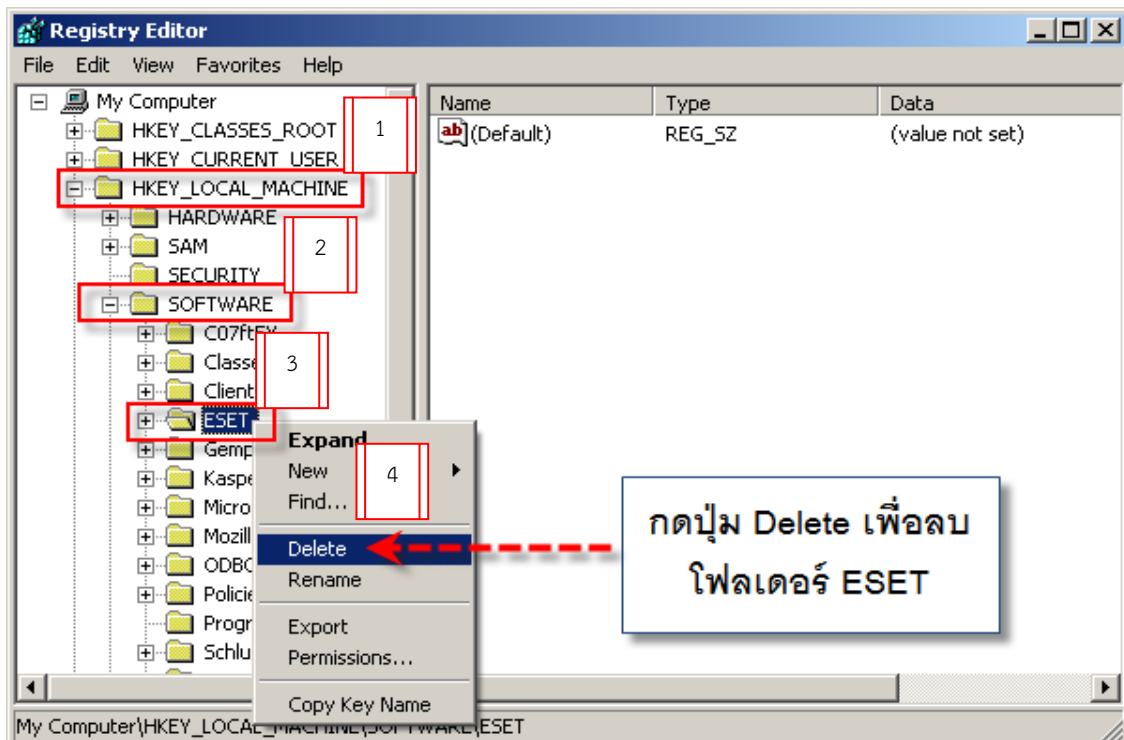 Registry Editor
File Edit View Favorites Help
My Computer
HKEY_CLASSES_ROOT
1
HKEY_CURRENT_USER
HKEY_LOCAL_MACHINE
HARDWARE
SAM
2
SECURITY
SOFTWARE
3
ESET
Name Type Data
ab (Default) REG_SZ (value not set)
Expand
New
4
Find...
Delete
Rename
Export
Permissions...
Copy Key Name
กดปุ่ม Delete เพื่อลบ
โฟลเดอร์ ESET
My Computer\HKEY_LOCAL_MACHINE\SOFTWARE\ESET